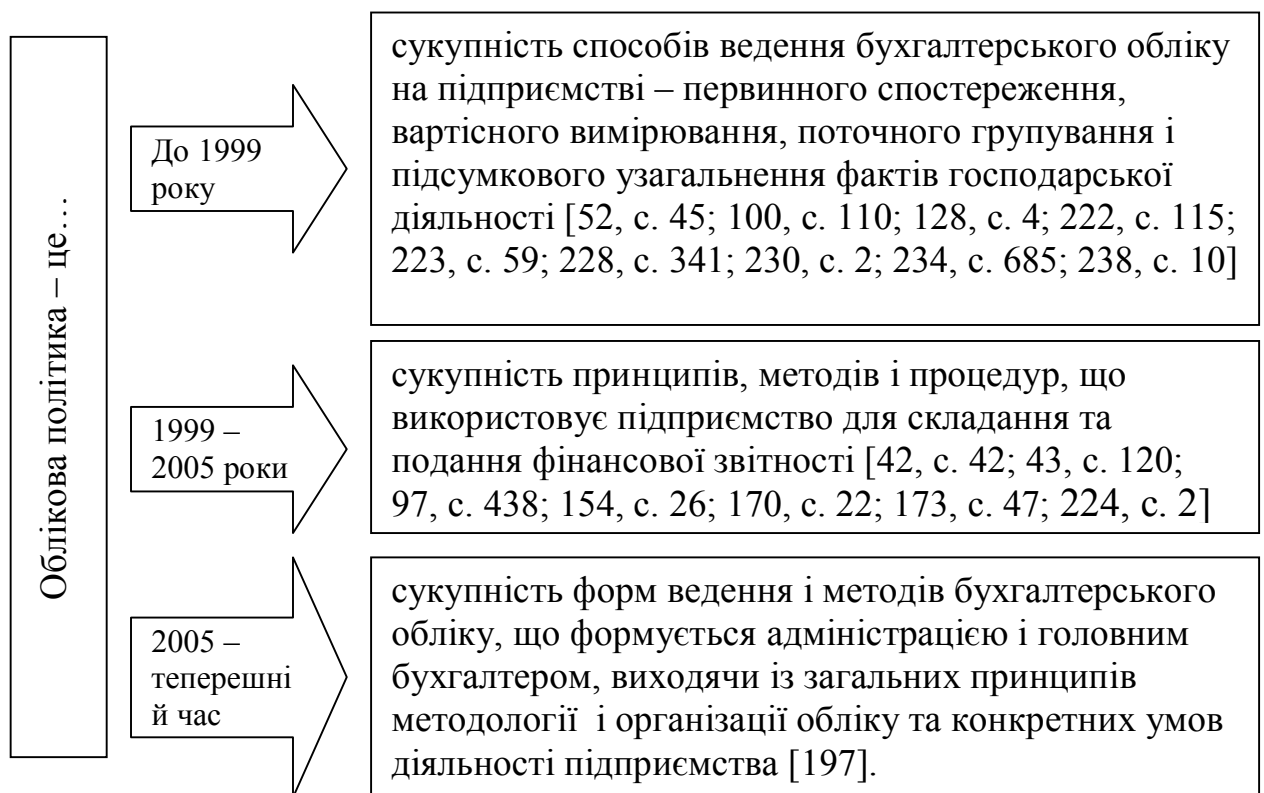 Облікова політика – це…
До 1999
року
сукупність способів ведення бухгалтерського обліку
на підприємстві – первинного спостереження,
вартісного вимірювання, поточного групування і
підсумкового узагальнення фактів господарської
діяльності [52, с. 45; 100, с. 110; 128, с. 4; 222, с. 115;
223, с. 59; 228, с. 341; 230, с. 2; 234, с. 685; 238, с. 10]
1999 –
2005 роки
сукупність принципів, методів і процедур, що
використовує підприємство для складання та
подання фінансової звітності [42, с. 42; 43, с. 120;
97, с. 438; 154, с. 26; 170, с. 22; 173, с. 47; 224, с. 2]
2005 –
теперешні
й час
сукупність форм ведення і методів бухгалтерського
обліку, що формується адміністрацією і головним
бухгалтером, виходячи із загальних принципів
методології і організації обліку та конкретних умов
діяльності підприємства [197].